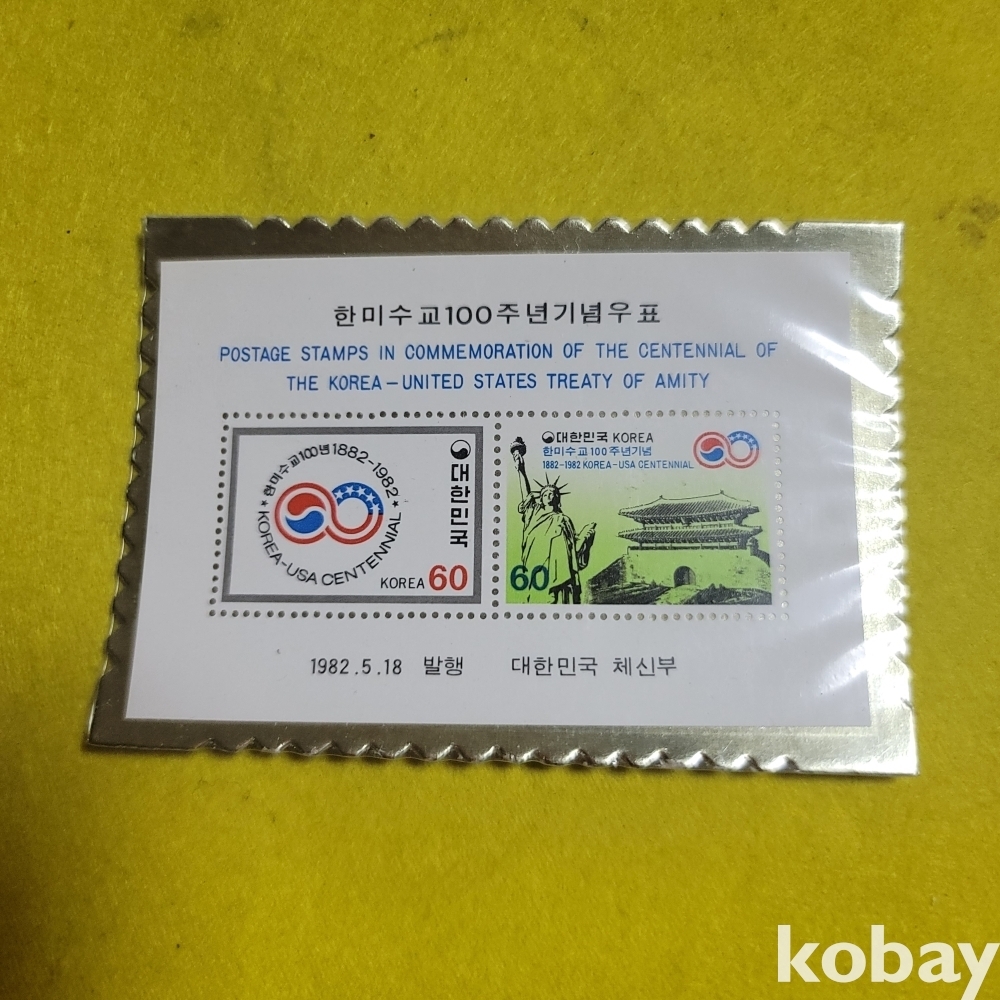 한미수교100주년기념우표
POSTAGE STAMPS IN COMMEMORATION OF THE CENTENNIAL OF
THE KOREA-UNITED STATES TREATY OF AMITY
★ 한미수교100년 1882-1982 ★
KOREA-USA CENTENNIAL
대한민국
KOREA 60
대한민국 KOREA
한미수교100주년기념
1882-1982 KOREA-USA CENTENNIAL
60
1982.5.18 발행 대한민국 체신부
kobay